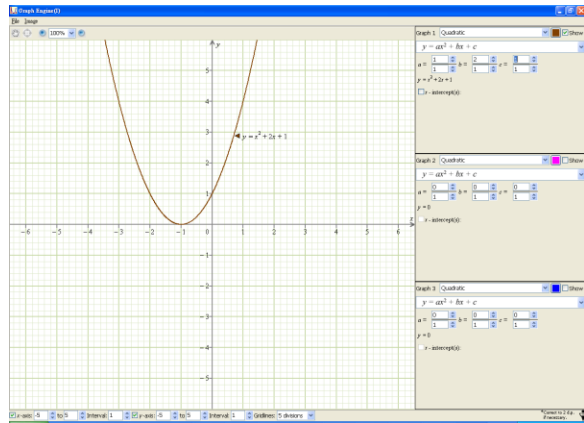 Graph Engine(I)
File Image
100%
Graph 1 Quadratic Show
y = ax² + bx + c
a = 1/1 b = 2/1 c = 1/1
y = x² + 2x + 1
x - intercept(s):
Graph 2 Quadratic Show
y = ax² + bx + c
a = 0/1 b = 0/1 c = 0/1
y = 0
x - intercept(s):
Graph 3 Quadratic Show
y = ax² + bx + c
a = 0/1 b = 0/1 c = 0/1
y = 0
x - intercept(s):
y
5
4
3
y = x² + 2x + 1
2
1
x
-6 -5 -4 -3 -2 -1 0 1 2 3 4 5 6
-1
-2
-3
-4
-5
x-axis: -5 to 5 Interval 1 y-axis: -5 to 5 Interval 1 Gridlines: 5 divisions